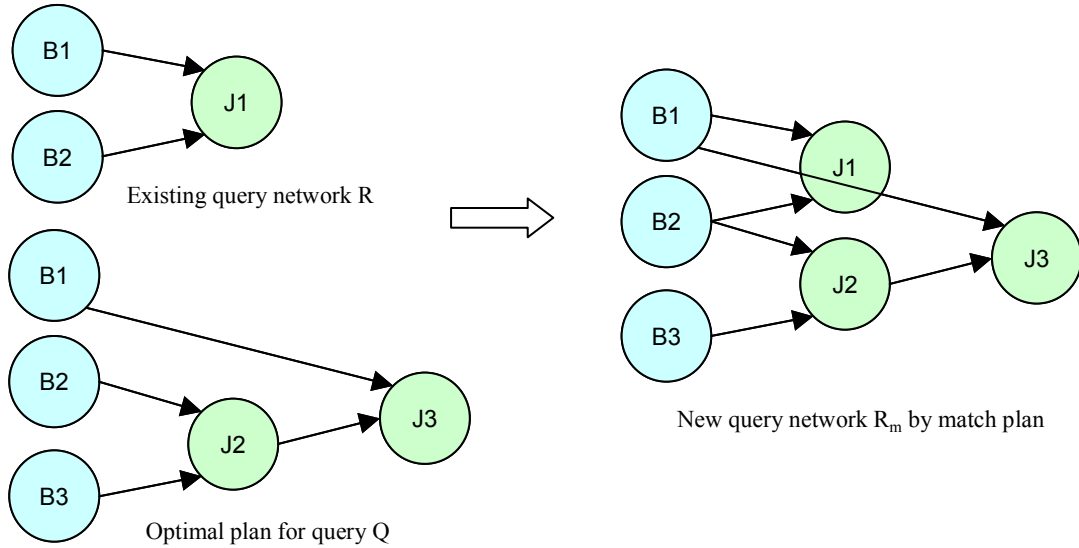 B1
B2
J1
Existing query network R
B1
B2
B3
J2
J3
Optimal plan for query Q
B1
B2
B3
J1
J2
J3
New query network Rm by match plan